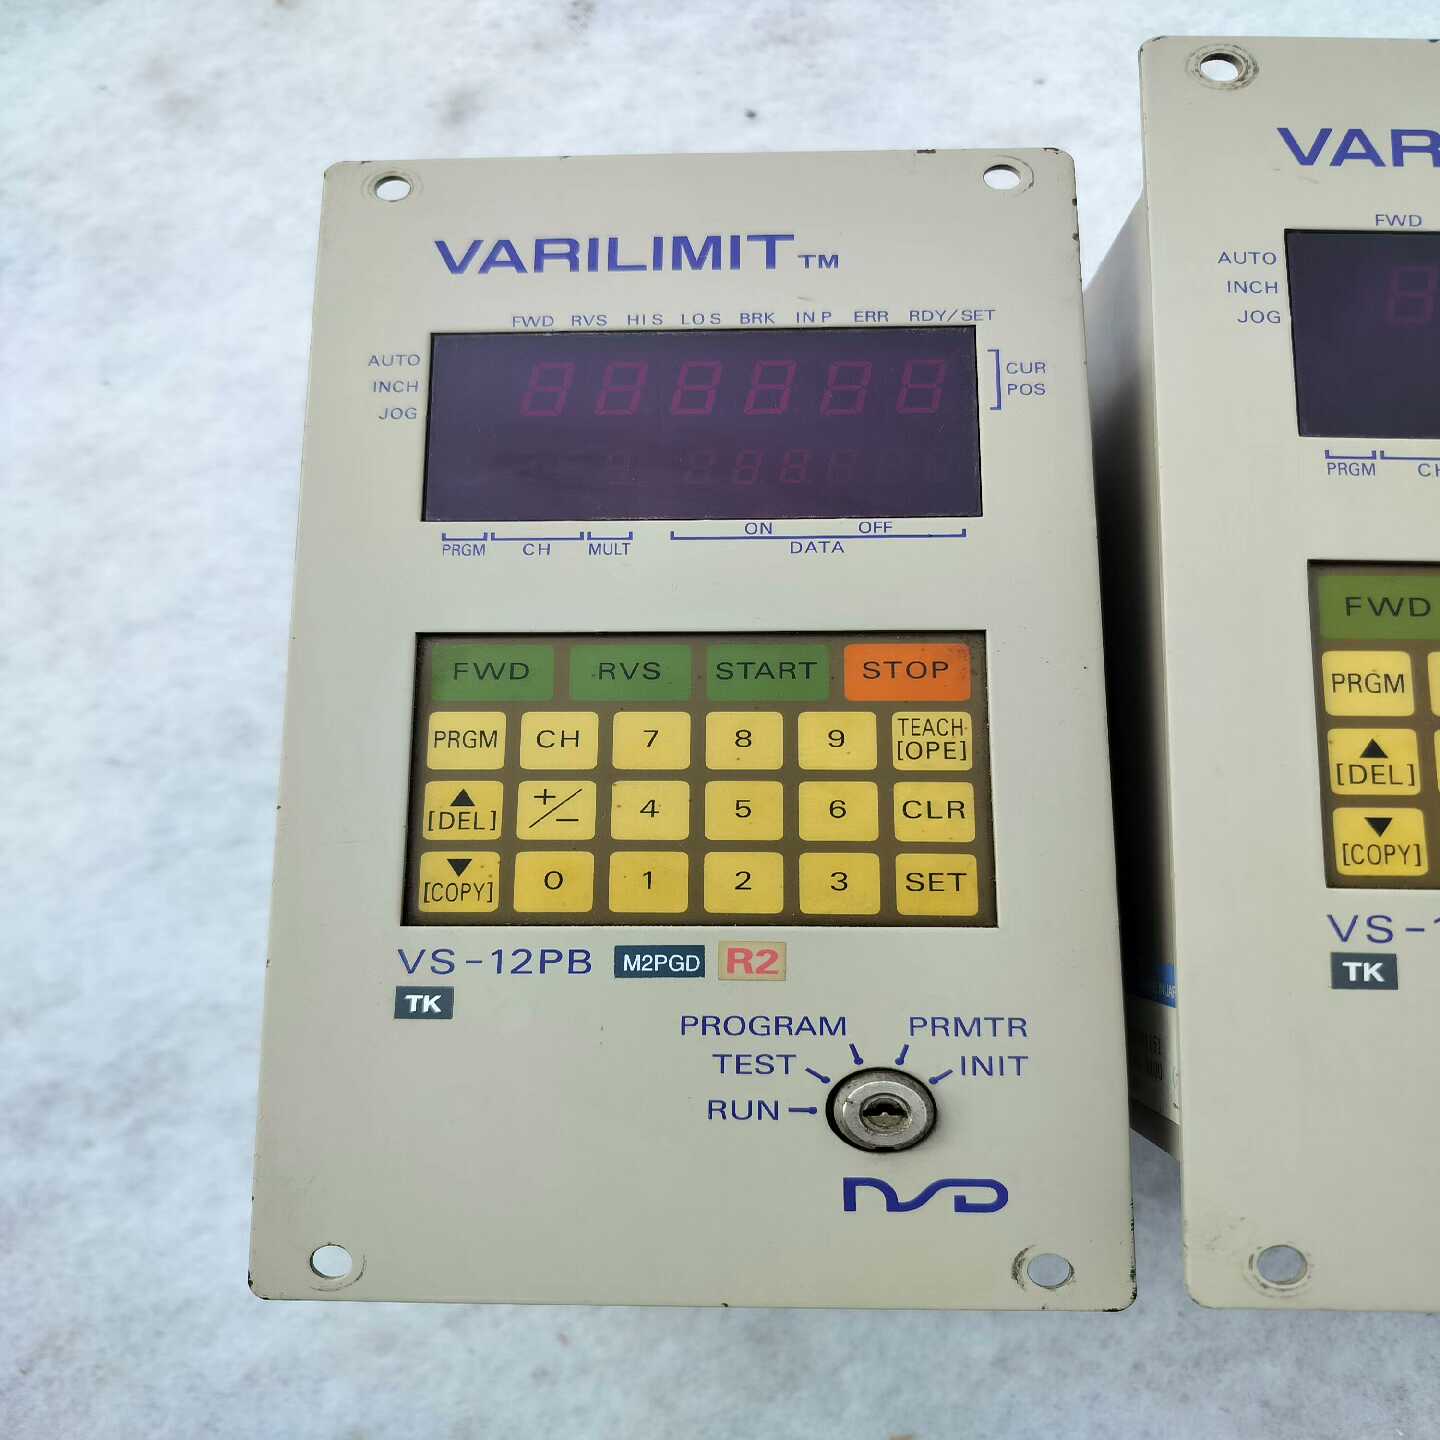 VARILIMIT TM
FWD RVS HIS LOS BRK INP ERR RDY/SET
AUTO
INCH
JOG
CUR
POS
PRGM CH MULT ON OFF
DATA
FWD RVS START STOP
PRGM CH 7 8 9 TEACH
[OPE]
▲
[DEL] +/- 4 5 6 CLR
▼
[COPY] 0 1 2 3 SET
VS-12PB M2PGD R2
TK
PROGRAM PRMTR
TEST INIT
RUN
NSD
VAR
FWD
AUTO
INCH
JOG
PRGM
FWD
PRGM
▲
[DEL]
▼
[COPY]
VS-1
TK